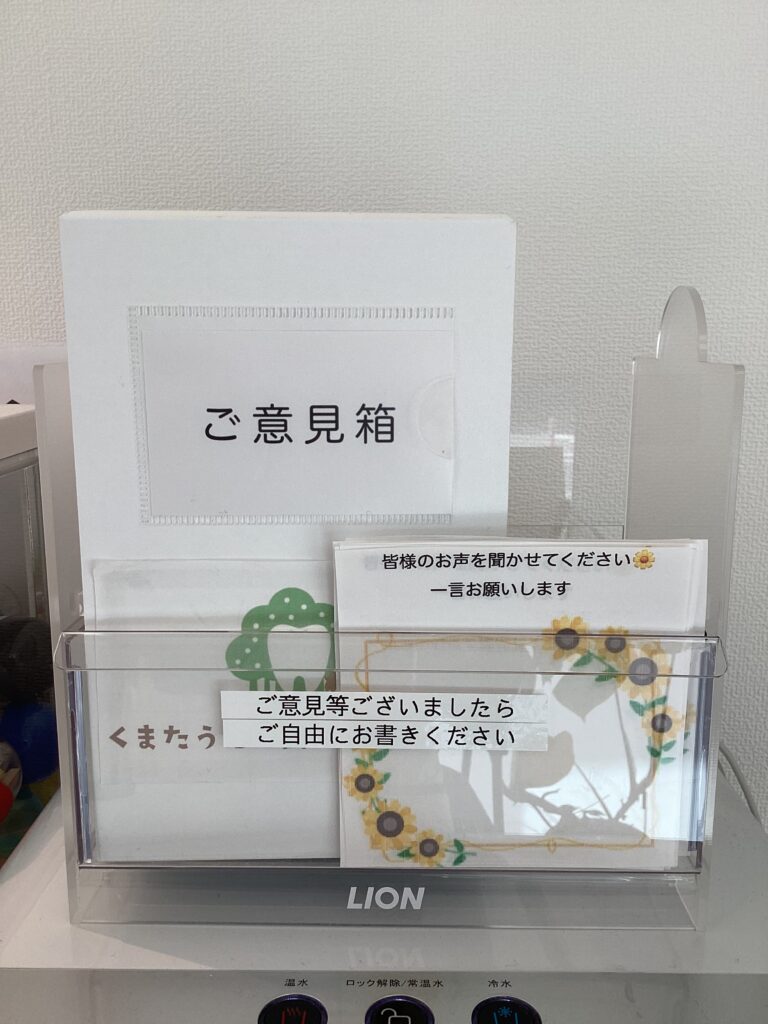 ご意見箱
皆様のお声を聞かせてください🌼
一言お願いします
ご意見等ございましたら
ご自由にお書きください
くまたう
LION
温水
ロック解除/常温水
冷水